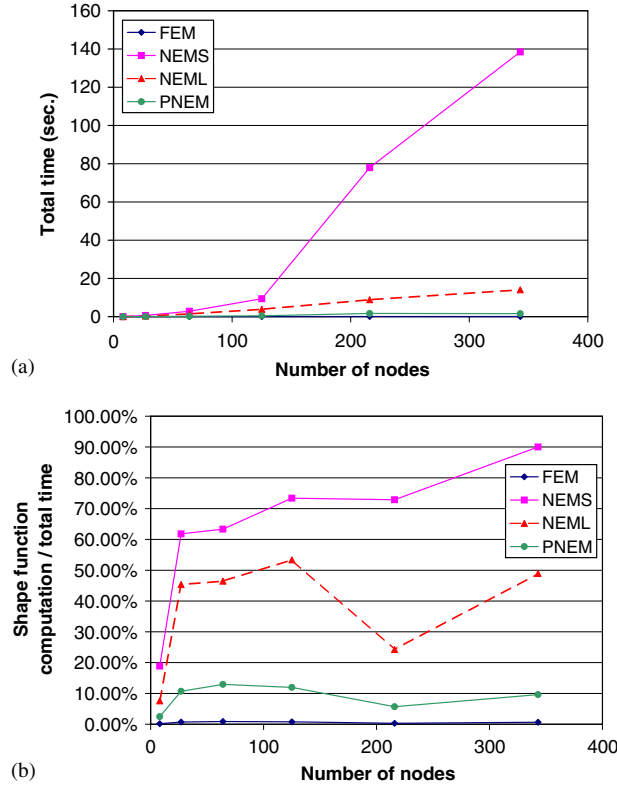 160
140
120
100
80
60
40
20
0
Total time (sec.)
FEM
NEMS
NEML
PNEM
0
100
200
300
400
Number of nodes
(a)
100.00%
90.00%
80.00%
70.00%
60.00%
50.00%
40.00%
30.00%
20.00%
10.00%
0.00%
Shape function
computation / total time
FEM
NEMS
NEML
PNEM
0
100
200
300
400
Number of nodes
(b)